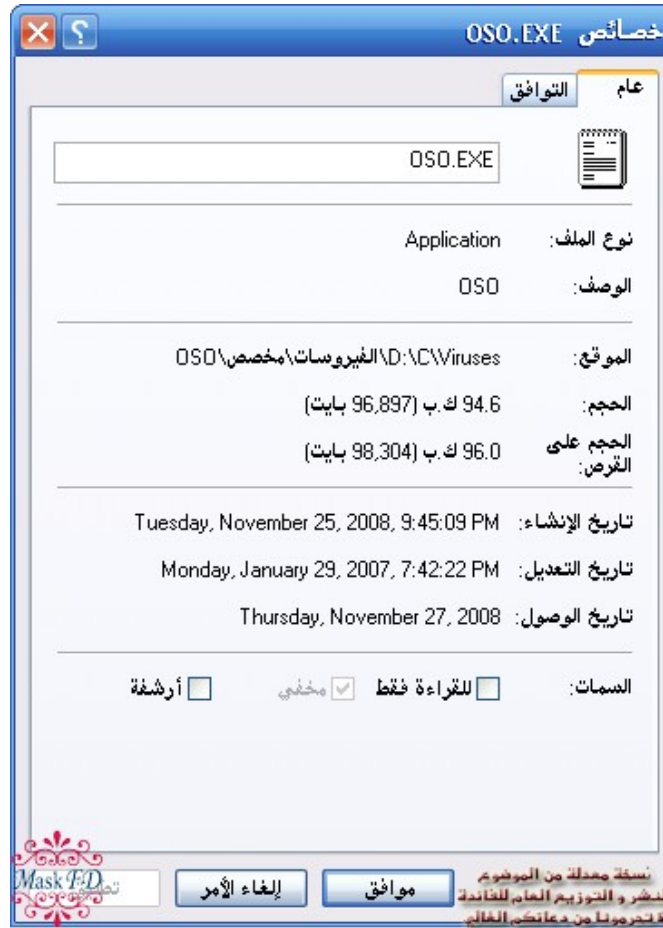 خصائص OSO.EXE
عام
التوافق
OSO.EXE
نوع الملف: Application
الوصف: OSO
الموقع: D:\C\Viruses\الفيروسات\مخصص\OSO
الحجم: 94.6 ك.ب (96,897 بايت)
الحجم على القرص: 96.0 ك.ب (98,304 بايت)
تاريخ الإنشاء: Tuesday, November 25, 2008, 9:45:09 PM
تاريخ التعديل: Monday, January 29, 2007, 7:42:22 PM
تاريخ الوصول: Thursday, November 27, 2008
السمات: للقراءة فقط مخفي أرشفة
موافق
إلغاء الأمر
Mask F.D
نسخة معدلة من الموضوع
للنشر و التوزيع العام للفائدة
لا تحرمونا من دعائكم الغالي